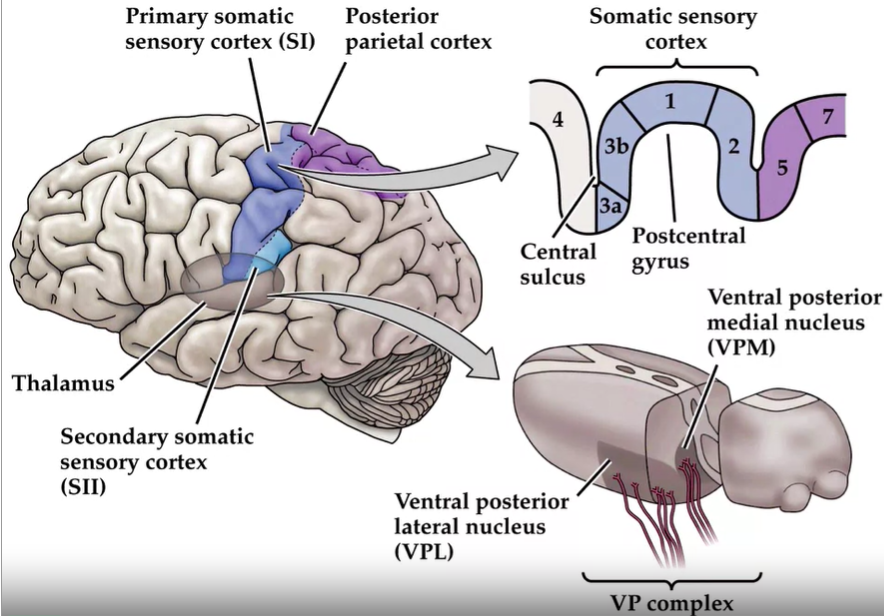 Primary somatic
sensory cortex (SI)
Posterior
parietal cortex
Somatic sensory
cortex
4
3b
3a
1
2
5
7
Central
sulcus
Postcentral
gyrus
Thalamus
Secondary somatic
sensory cortex
(SII)
Ventral posterior
medial nucleus
(VPM)
Ventral posterior
lateral nucleus
(VPL)
VP complex